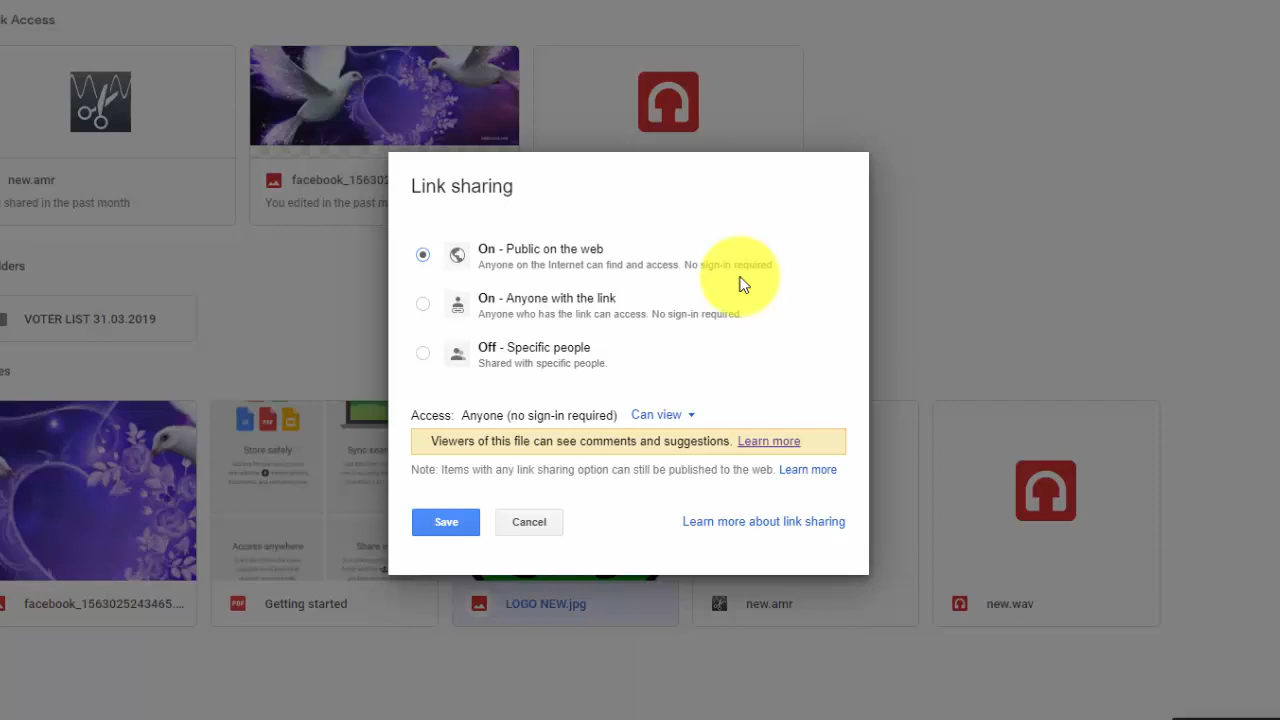 k Access
new.amr
shared in the past month
facebook_15630
You edited in the past m
Link sharing
On - Public on the web
Anyone on the Internet can find and access. No sign-in required
On - Anyone with the link
Anyone who has the link can access. No sign-in required.
Off - Specific people
Shared with specific people.
Access: Anyone (no sign-in required) Can view
Viewers of this file can see comments and suggestions. Learn more
Note: Items with any link sharing option can still be published to the web. Learn more
Save
Cancel
Learn more about link sharing
lders
VOTER LIST 31.03.2019
es
Store safely
Sync sea
Access anywhere
Share
facebook_1563025243465....
PDF
Getting started
LOGO NEW.jpg
new.amr
new.wav